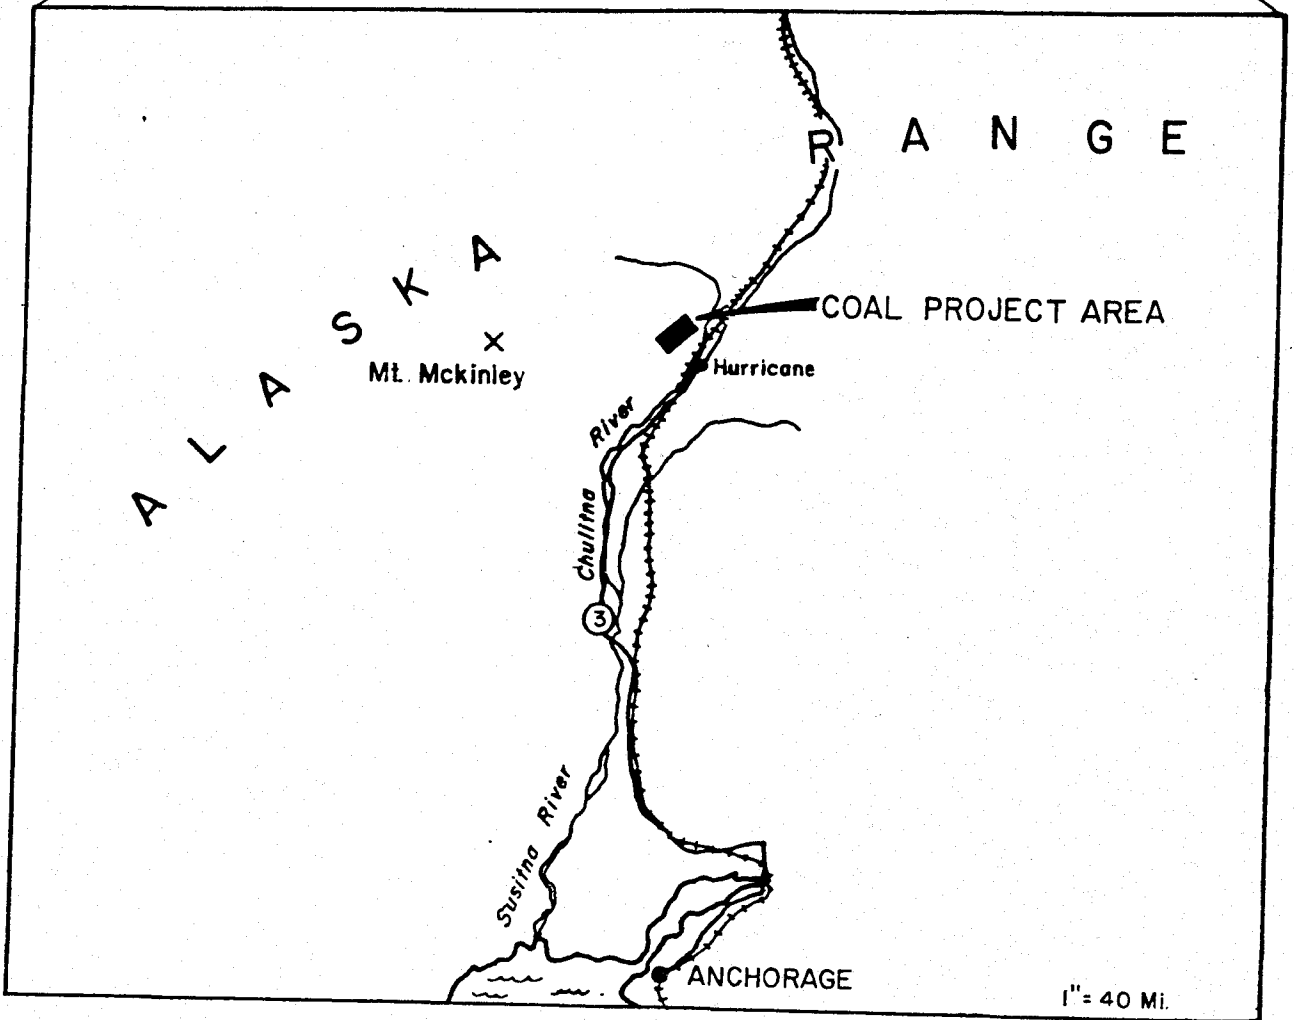 ALASKA RANGE
COAL PROJECT AREA
Mt. Mckinley
Hurricane
Chulitna River
3
Susitna River
ANCHORAGE
1"= 40 Mi.